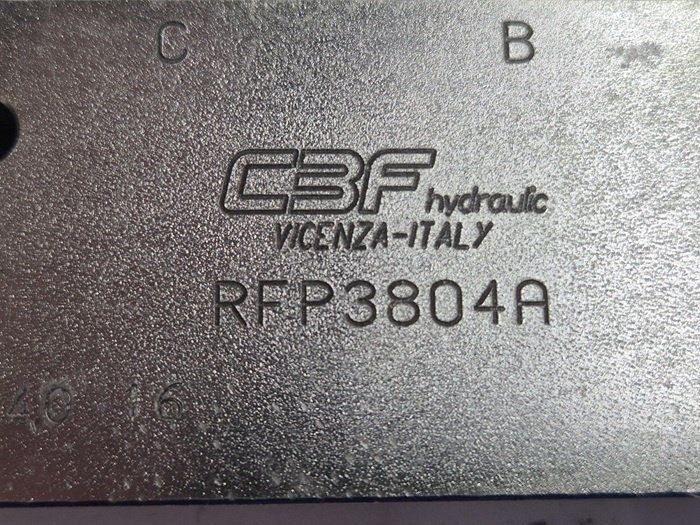 C B
CBF hydraulic
VICENZA-ITALY
RFP3804A
40 16